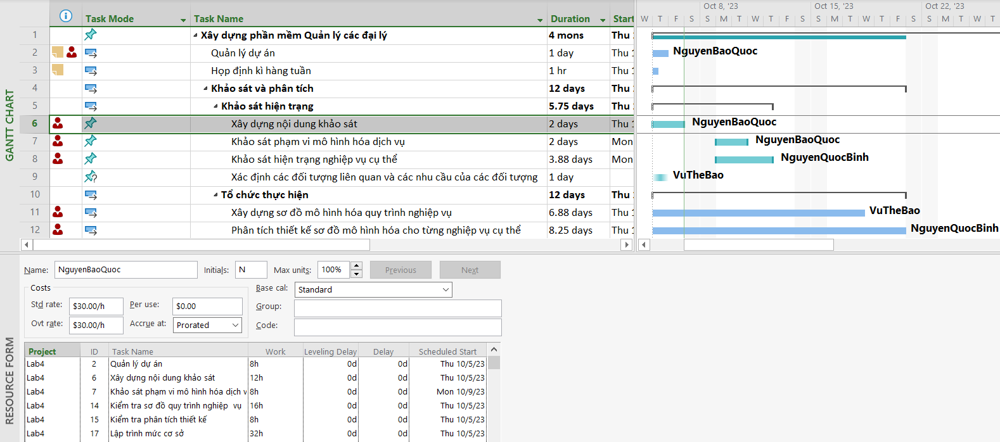 Task Mode Task Name Duration Start
Oct 8, '23 Oct 15, '23 Oct 22, '23
W T F S S M T W T F S S M T W T F S S M T W T
1 Xây dựng phần mềm Quản lý các đại lý 4 mons Thu
2 Quản lý dự án 1 day Thu 1 NguyenBaoQuoc
3 Họp định kì hàng tuần 1 hr Thu 1
4 Khảo sát và phân tích 12 days Thu
5 Khảo sát hiện trạng 5.75 days Thu
6 Xây dựng nội dung khảo sát 2 days Thu 1 NguyenBaoQuoc
7 Khảo sát phạm vi mô hình hóa dịch vụ 2 days Mon NguyenBaoQuoc
8 Khảo sát hiện trạng nghiệp vụ cụ thể 3.88 days Mon NguyenQuocBinh
9 Xác định các đối tượng liên quan và các nhu cầu của các đối tượng 1 day VuTheBao
10 Tổ chức thực hiện 12 days Thu
11 Xây dựng sơ đồ mô hình hóa quy trình nghiệp vụ 6.88 days Thu 1 VuTheBao
12 Phân tích thiết kế sơ đồ mô hình hóa cho từng nghiệp vụ cụ thể 8.25 days Thu 1 NguyenQuocBinh
GANTT CHART
Name: NguyenBaoQuoc Initials: N Max units: 100% Previous Next
Costs Base cal: Standard
Std rate: $30.00/h Per use: $0.00 Group:
Ovt rate: $30.00/h Accrue at: Prorated Code:
Project ID Task Name Work Leveling Delay Delay Scheduled Start
Lab4 2 Quản lý dự án 8h 0d 0d Thu 10/5/23
Lab4 6 Xây dựng nội dung khảo sát 12h 0d 0d Thu 10/5/23
Lab4 7 Khảo sát phạm vi mô hình hóa dịch v 8h 0d 0d Mon 10/9/23
Lab4 14 Kiểm tra sơ đồ quy trình nghiệp vụ 16h 0d 0d Thu 10/5/23
Lab4 15 Kiểm tra phân tích thiết kế 8h 0d 0d Thu 10/5/23
Lab4 17 Lập trình mức cơ sở 32h 0d 0d Thu 10/5/23
RESOURCE FORM